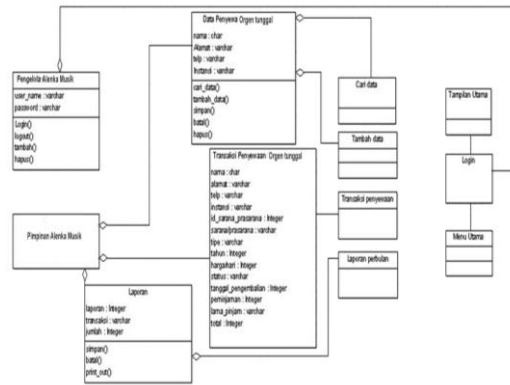 Data Penyewa Orgen tunggal
nama : char
Alamat : varchar
telp : varchar
Instansi : varchar
cari_data()
tambah_data()
simpan()
batal()
hapus()
Pengelola Alenka Musik
user_name : varchar
password : varchar
Login()
logout()
tambah()
hapus()
Cari data
Tambah data
Tampilan Utama
Login
Menu Utama
Transaksi Penyewaan Orgen tunggal
nama : char
alamat : varchar
telp : varchar
instansi : varchar
id_sarana_prasarana : Integer
sarana/prasarana : varchar
tipe : varchar
tahun : Integer
harga/hari : Integer
status : varchar
tanggal_pengembalian : Integer
peminjaman : Integer
lama_pinjam : varchar
total : Integer
Transaksi penyewaan
Laporan perbulan
Pimpinan Alenka Musik
Laporan
laporan : Integer
transaksi : varchar
jumlah : Integer
simpan()
batal()
print_out()